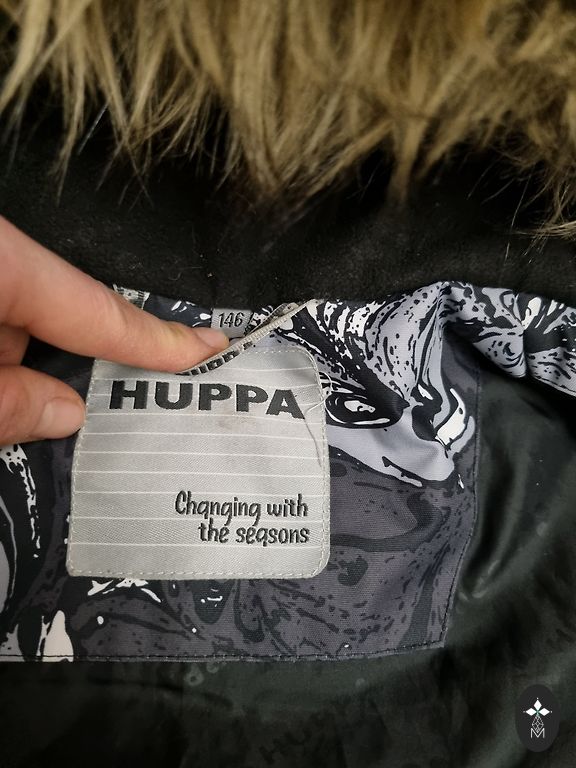 146
HUPPA
Changing with
the seasons